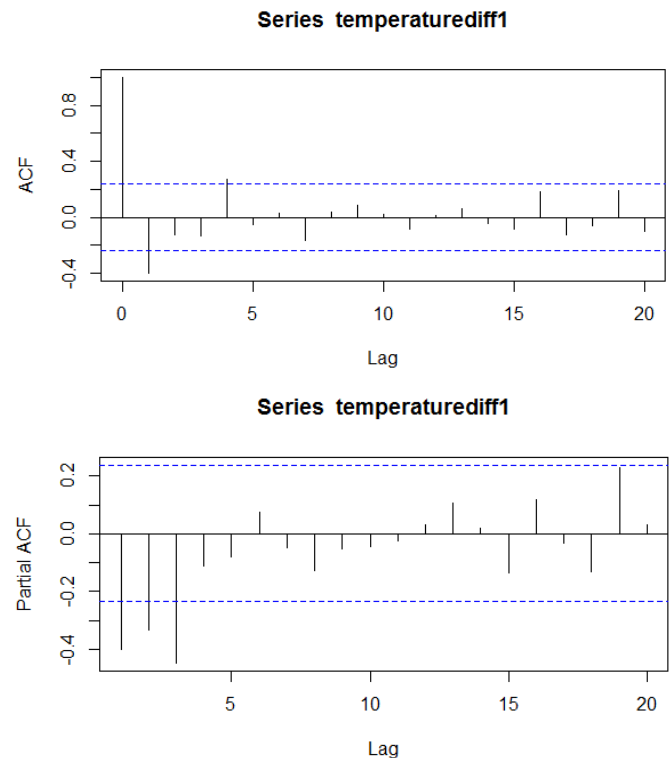 Series temperaturediff1
ACF
0.8
0.4
0.0
-0.4
0 5 10 15 20
Lag
Series temperaturediff1
Partial ACF
0.2
0.0
-0.2
-0.4
5 10 15 20
Lag